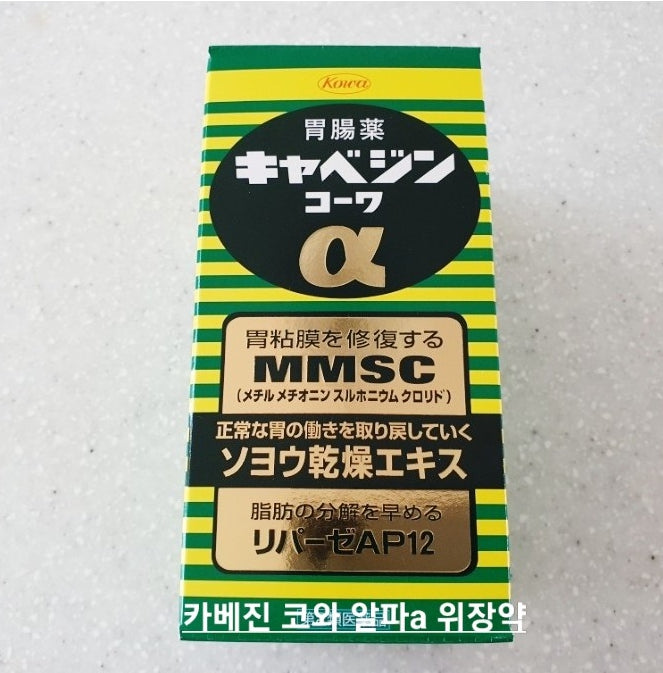 Kowa
胃腸薬
キャベジン
コーワ
α
胃粘膜を修復する
MMSC
(メチルメチオニンスルホニウムクロリド)
正常な胃の働きを取り戻していく
ソヨウ乾燥エキス
脂肪の分解を早める
リパーゼAP12
카베진 코와 알파a 위장약